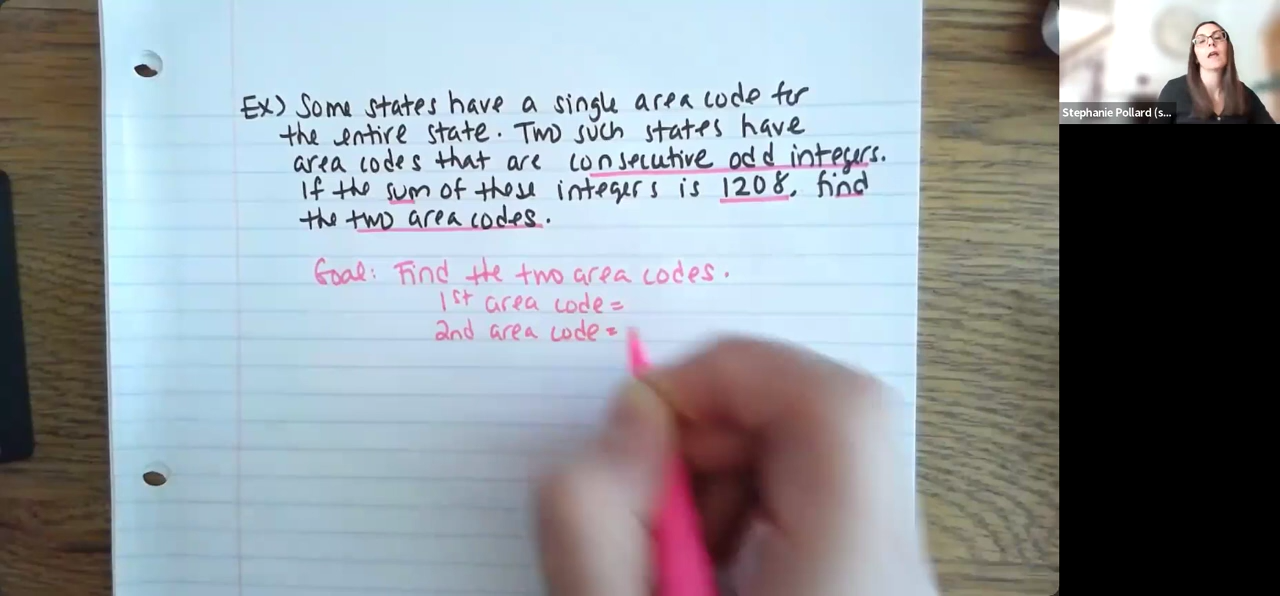 Ex) Some states have a single area code for
the entire state. Two such states have
area codes that are consecutive odd integers.
If the sum of these integers is 1208, find
the two area codes.
Goal: Find the two area codes.
1st area code=
2nd area code=
Stephanie Pollard (s...